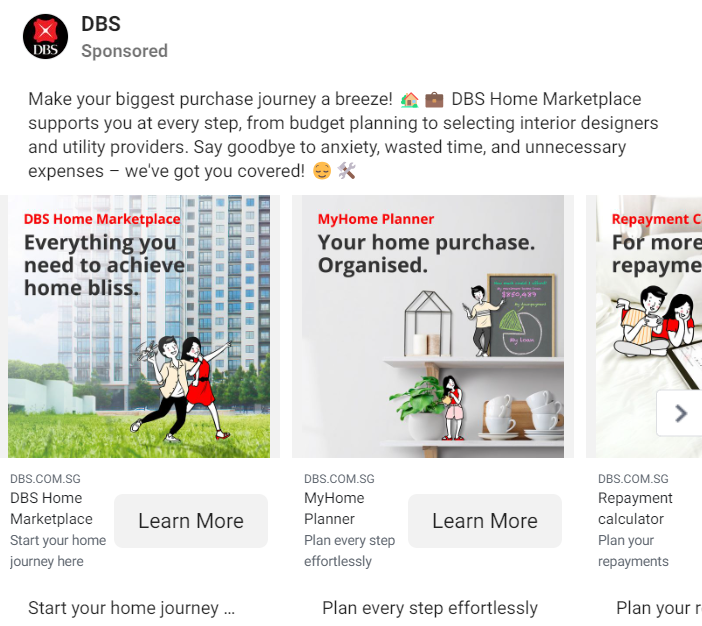 DBS
DBS
Sponsored
Make your biggest purchase journey a breeze! 🏡 💼 DBS Home Marketplace
supports you at every step, from budget planning to selecting interior designers
and utility providers. Say goodbye to anxiety, wasted time, and unnecessary
expenses – we've got you covered! 😌 🛠️
DBS Home Marketplace
Everything you
need to achieve
home bliss.
MyHome Planner
Your home purchase.
Organised.
$850,489
My Loan
Repayment C
For more
repayme
DBS.COM.SG
DBS Home
Marketplace
Start your home
journey here
Learn More
DBS.COM.SG
MyHome
Planner
Plan every step
effortlessly
Learn More
DBS.COM.SG
Repayment
calculator
Plan your
repayments
Start your home journey ...
Plan every step effortlessly
Plan your r